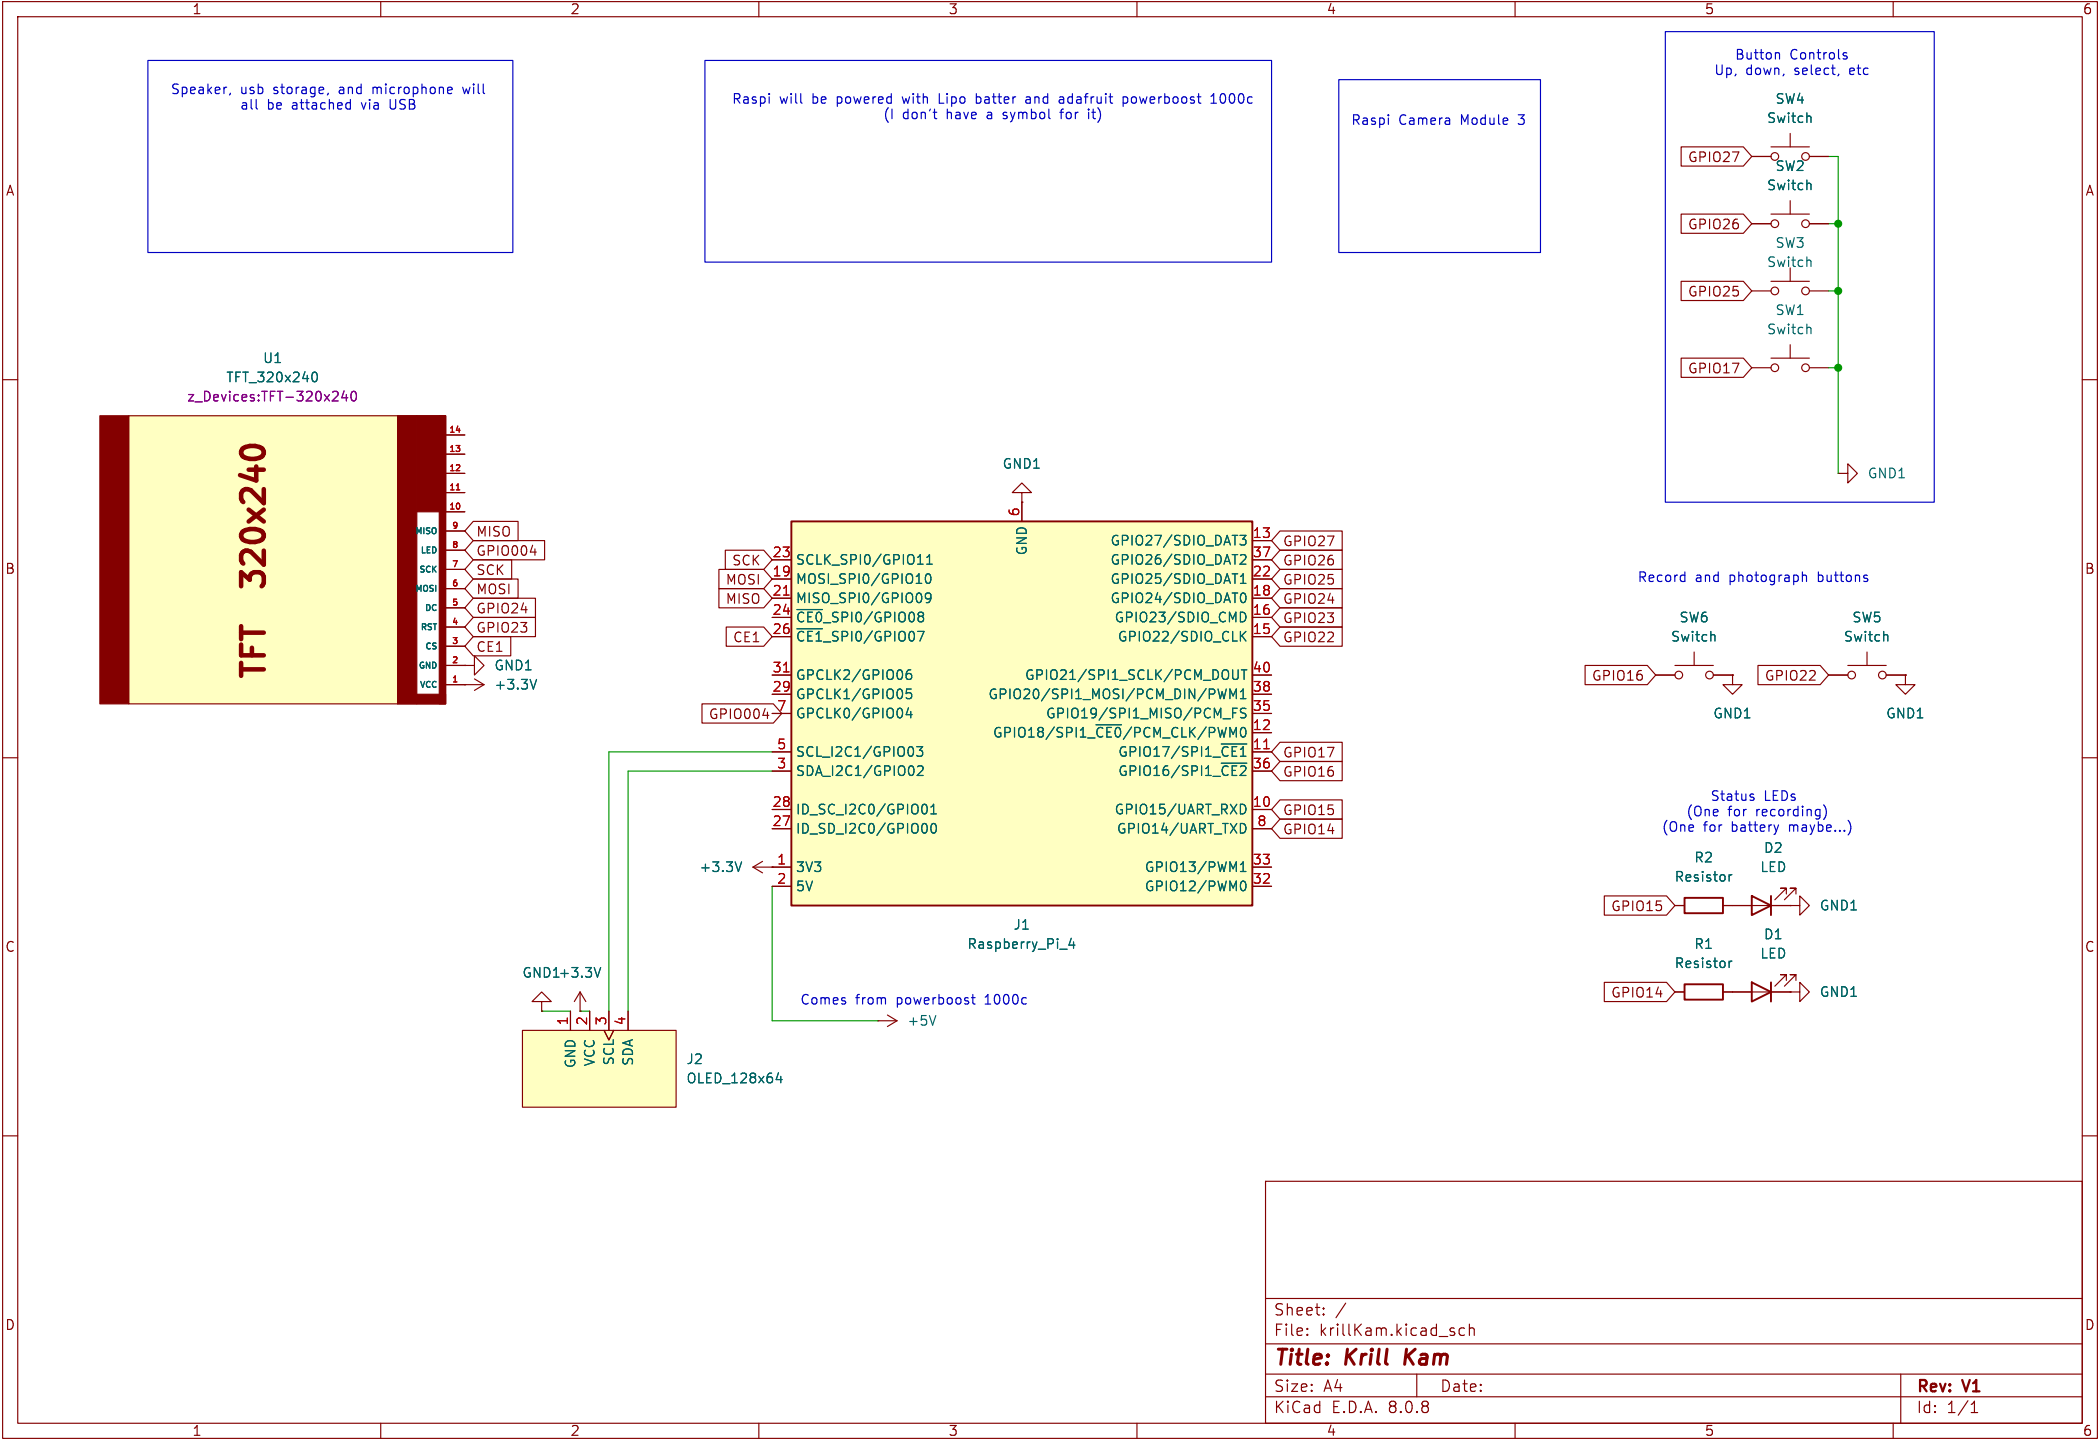 1 2 3 4 5 6
Speaker, usb storage, and microphone will
all be attached via USB
Raspi will be powered with Lipo batter and adafruit powerboost 1000c
(I don't have a symbol for it)
Raspi Camera Module 3
Button Controls
Up, down, select, etc
SW4
Switch
GPIO27
SW2
Switch
GPIO26
SW3
Switch
GPIO25
SW1
Switch
GPIO17
GND1
A
A
U1
TFT_320x240
z_Devices:TFT-320x240
TFT 320x240
14
13
12
11
10
MISO 9 MISO
LED 8 GPIO004
SCK 7 SCK
MOSI 6 MOSI
DC 5 GPIO24
RST 4 GPIO23
CS 3 CE1
GND 2 GND1
VCC 1 +3.3V
B
B
GND1
6
GND
SCK 23 SCLK_SPI0/GPIO11
MOSI 19 MOSI_SPI0/GPIO10
MISO 21 MISO_SPI0/GPIO09
24 CE0_SPI0/GPIO08
CE1 26 CE1_SPI0/GPIO07
31 GPCLK2/GPIO06
29 GPCLK1/GPIO05
GPIO004 7 GPCLK0/GPIO04
5 SCL_I2C1/GPIO03
3 SDA_I2C1/GPIO02
28 ID_SC_I2C0/GPIO01
27 ID_SD_I2C0/GPIO00
+3.3V 1 3V3
2 5V
GPIO27/SDIO_DAT3 13 GPIO27
GPIO26/SDIO_DAT2 37 GPIO26
GPIO25/SDIO_DAT1 22 GPIO25
GPIO24/SDIO_DAT0 18 GPIO24
GPIO23/SDIO_CMD 16 GPIO23
GPIO22/SDIO_CLK 15 GPIO22
GPIO21/SPI1_SCLK/PCM_DOUT 40
GPIO20/SPI1_MOSI/PCM_DIN/PWM1 38
GPIO19/SPI1_MISO/PCM_FS 35
GPIO18/SPI1_CE0/PCM_CLK/PWM0 12
GPIO17/SPI1_CE1 11 GPIO17
GPIO16/SPI1_CE2 36 GPIO16
GPIO15/UART_RXD 10 GPIO15
GPIO14/UART_TXD 8 GPIO14
GPIO13/PWM1 33
GPIO12/PWM0 32
J1
Raspberry_Pi_4
Record and photograph buttons
SW6
Switch
GPIO16
GND1
SW5
Switch
GPIO22
GND1
Status LEDs
(One for recording)
(One for battery maybe...)
R2
Resistor
D2
LED
GPIO15
GND1
R1
Resistor
D1
LED
GPIO14
GND1
C
C
Comes from powerboost 1000c
+5V
GND1
+3.3V
1 2 3 4
GND VCC SCL SDA
J2
OLED_128x64
D
D
Sheet: /
File: krillKam.kicad_sch
Title: Krill Kam
Size: A4 Date: Rev: V1
KiCad E.D.A. 8.0.8 Id: 1/1
1 2 3 4 5 6